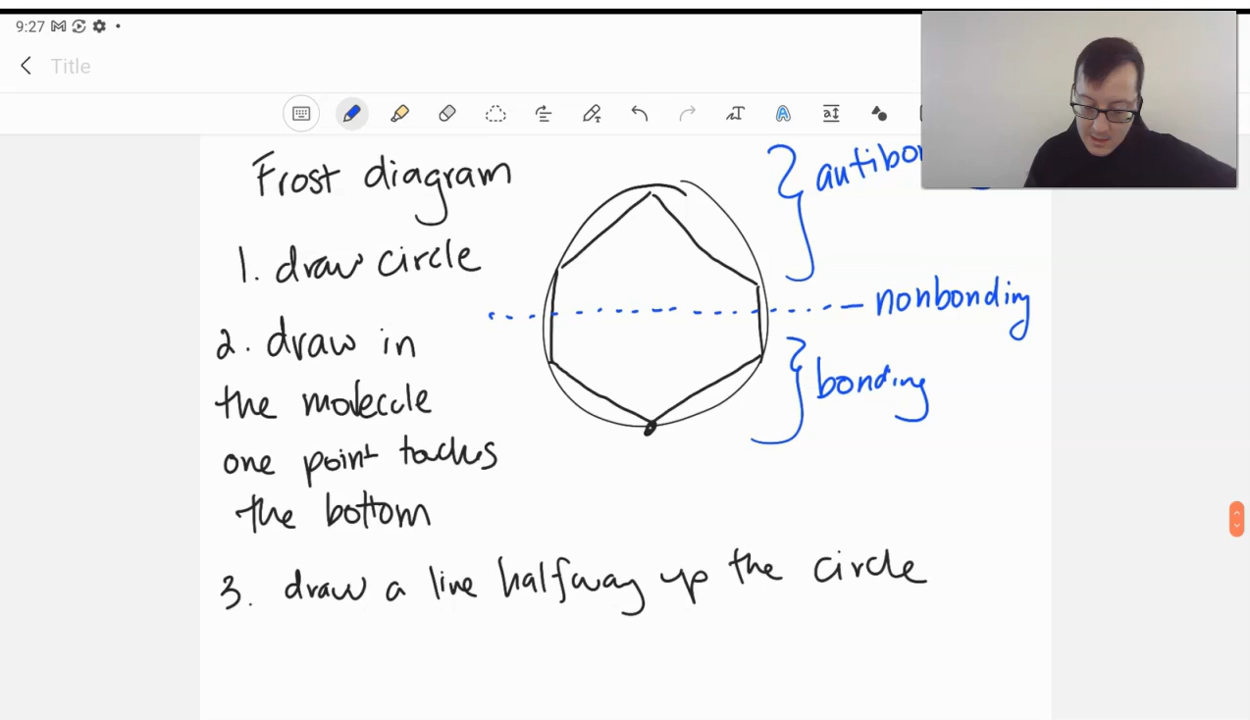 9:27
Title
Frost diagram
1. draw circle
2. draw in
the molecule
one point touches
the bottom
3. draw a line halfway up the circle
nonbonding
bonding